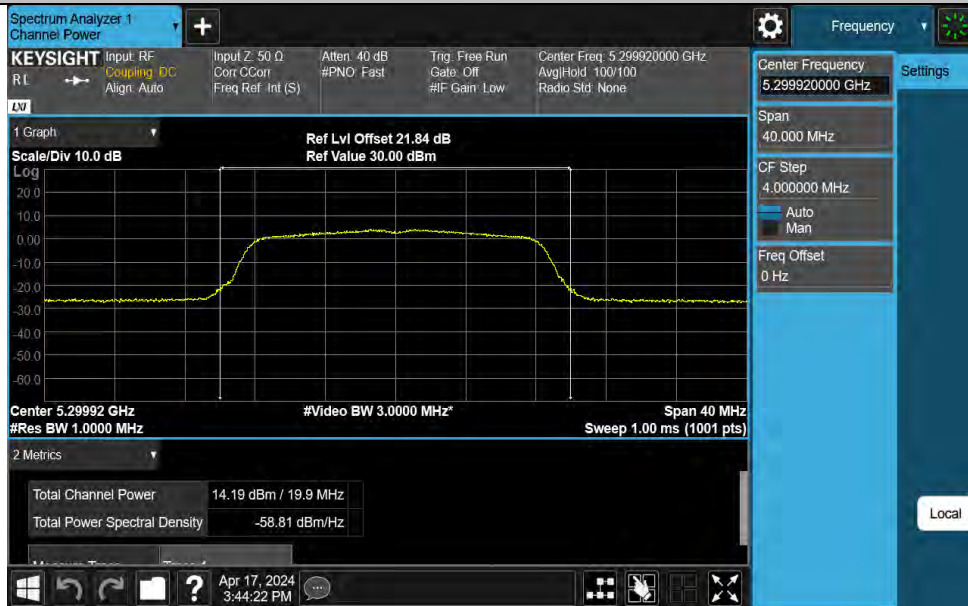 Spectrum Analyzer 1
Channel Power
+
Frequency
KEYSIGHT
Input: RF
Coupling: DC
Align: Auto
Input Z: 50 Ω
Corr CCorr
Freq Ref: Int (S)
Atten: 40 dB
#PNO: Fast
Trig: Free Run
Gate: Off
#IF Gain: Low
Center Freq: 5.299920000 GHz
Avg|Hold: 100/100
Radio Std: None
LXI
Center Frequency
5.299920000 GHz
Settings
Span
40.000 MHz
CF Step
4.000000 MHz
Auto
Man
Freq Offset
0 Hz
1 Graph
Scale/Div 10.0 dB
Ref Lvl Offset 21.84 dB
Ref Value 30.00 dBm
Log
20.0
10.0
0.00
-10.0
-20.0
-30.0
-40.0
-50.0
-60.0
Center 5.29992 GHz
#Res BW 1.0000 MHz
#Video BW 3.0000 MHz*
Span 40 MHz
Sweep 1.00 ms (1001 pts)
2 Metrics
Total Channel Power 14.19 dBm / 19.9 MHz
Total Power Spectral Density -58.81 dBm/Hz
Local
?
Apr 17, 2024
3:44:22 PM